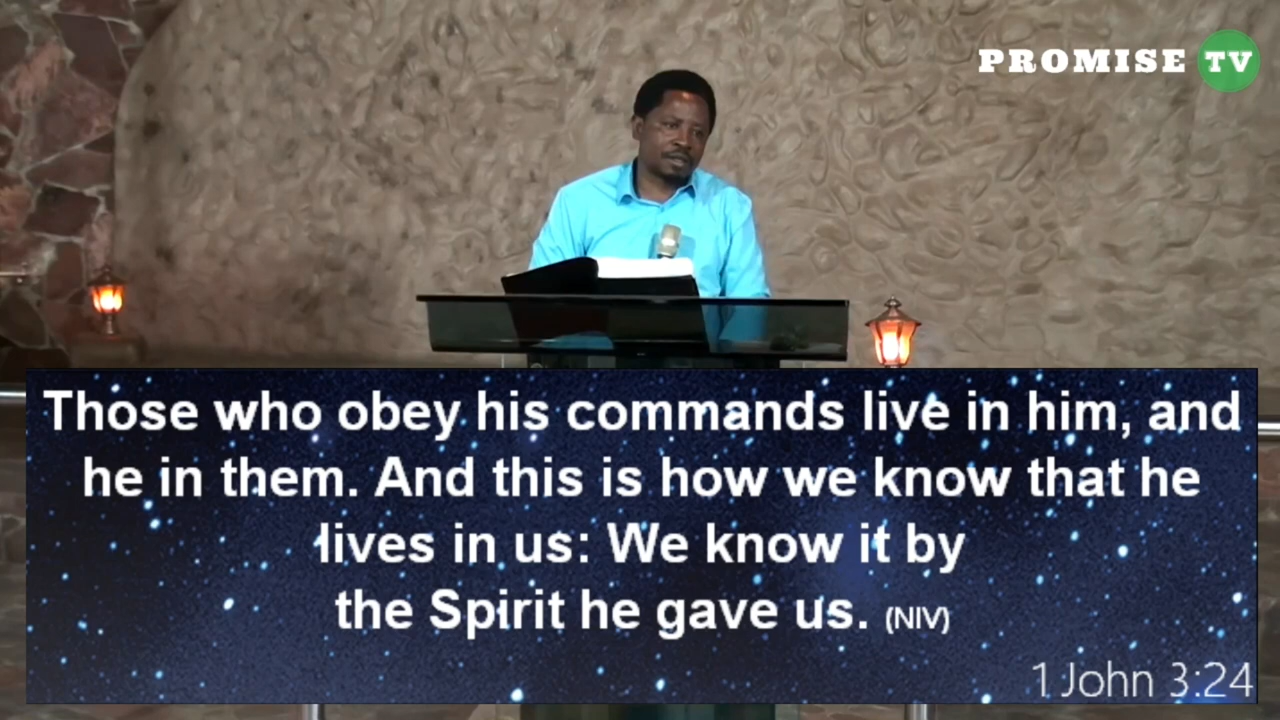 PROMISE TV
Those who obey his commands live in him, and
he in them. And this is how we know that he
lives in us: We know it by
the Spirit he gave us. (NIV)
1 John 3:24